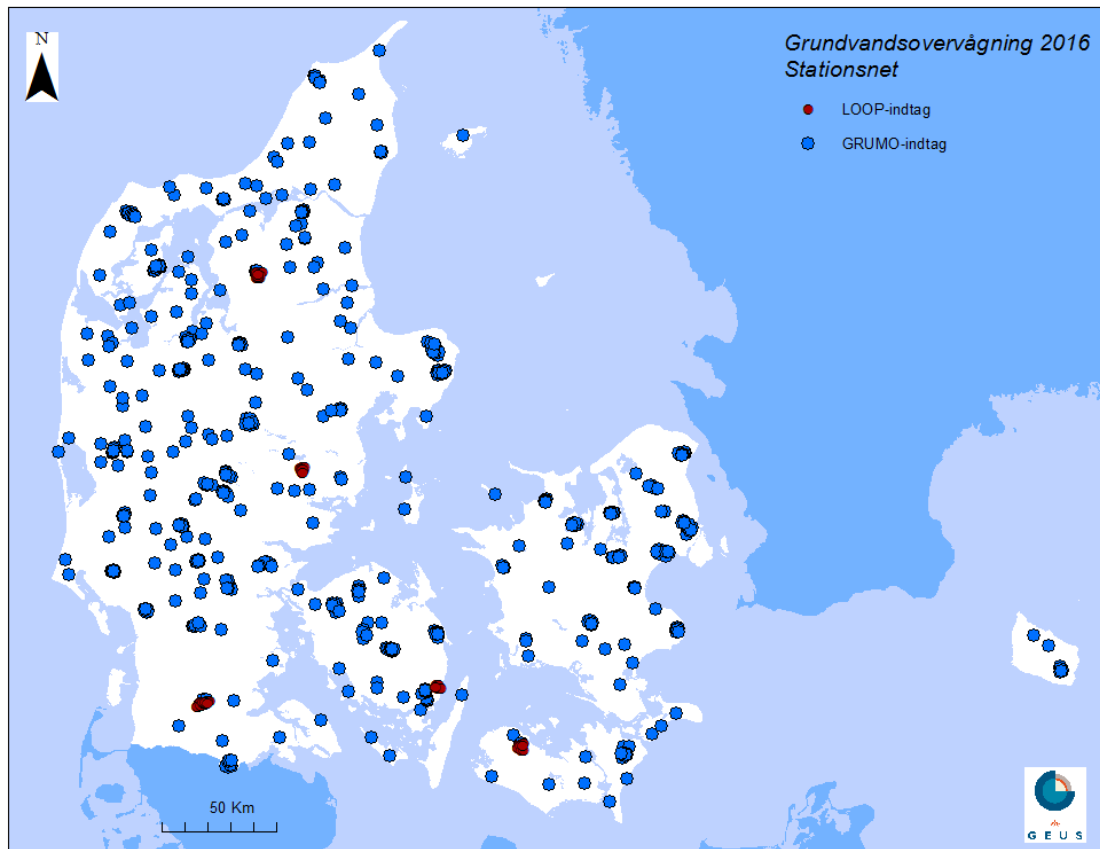 N
Grundvandsovervågning 2016
Stationsnet
LOOP-indtag
GRUMO-indtag
50 Km
GEUS